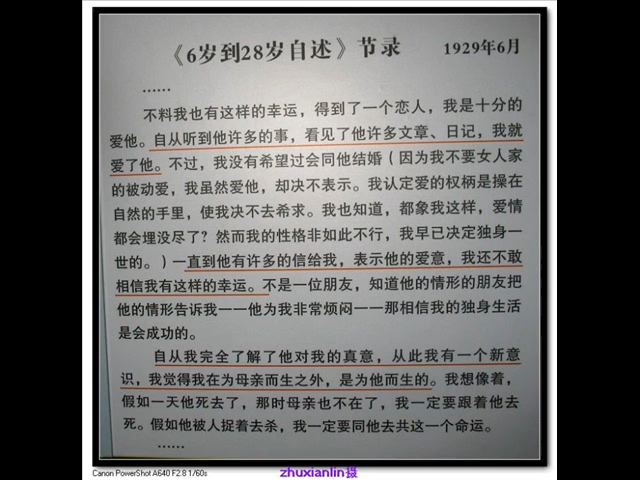 《6岁到28岁自述》节录 1929年6月
……
不料我也有这样的幸运，得到了一个恋人，我是十分的
爱他。自从听到他许多的事，看见了他许多文章、日记，我就
爱了他。不过，我没有希望过会同他结婚（因为我不要女人家
的被动爱，我虽然爱他，却决不表示。我认定爱的权柄是操在
自然的手里，使我决不去希求。我也知道，都象我这样，爱情
都会埋没尽了？然而我的性格非如此不行，我早已决定独身一
世的。）一直到他有许多的信给我，表示他的爱意，我还不敢
相信我有这样的幸运。不是一位朋友，知道他的情形的朋友把
他的情形告诉我——他为我非常烦闷——那相信我的独身生活
是会成功的。
自从我完全了解了他对我的真意，从此我有一个新意
识，我觉得我在为母亲而生之外，是为他而生的。我想像着，
假如一天他死去了，那时母亲也不在了，我一定要跟着他去
死。假如他被人捉着去杀，我一定要同他去共这一个命运。
……
Canon PowerShot A640 F2.8 1/60s
zhuxianlin摄